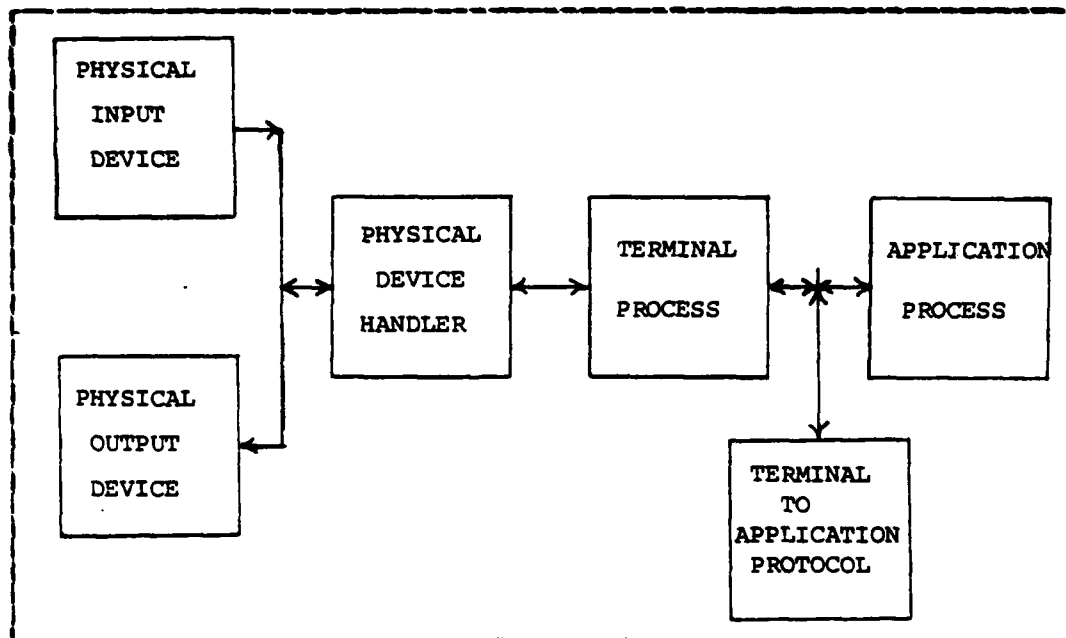 PHYSICAL
INPUT
DEVICE
PHYSICAL
OUTPUT
DEVICE
PHYSICAL
DEVICE
HANDLER
TERMINAL
PROCESS
APPLICATION
PROCESS
TERMINAL
TO
APPLICATION
PROTOCOL